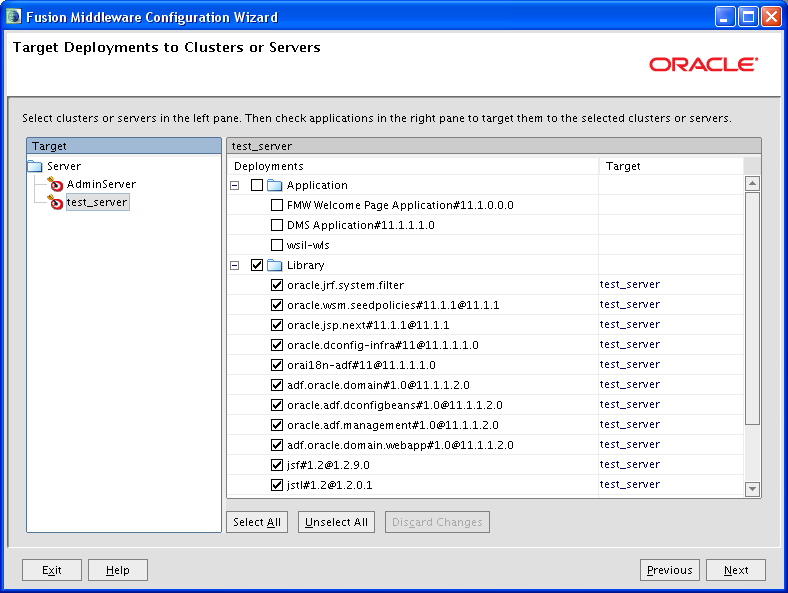 Fusion Middleware Configuration Wizard
Target Deployments to Clusters or Servers
ORACLE
Select clusters or servers in the left pane. Then check applications in the right pane to target them to the selected clusters or servers.
Target
Server
AdminServer
test_server
test_server
Deployments Target
Application
FMW Welcome Page Application#11.1.0.0.0
DMS Application#11.1.1.1.0
wsil-wls
Library
oracle.jrf.system.filter test_server
oracle.wsm.seedpolicies#11.1.1@11.1.1 test_server
oracle.jsp.next#11.1.1@11.1.1 test_server
oracle.dconfig-infra#11@11.1.1.1.0 test_server
orai18n-adf#11@11.1.1.1.0 test_server
adf.oracle.domain#1.0@11.1.1.2.0 test_server
oracle.adf.dconfigbeans#1.0@11.1.1.2.0 test_server
oracle.adf.management#1.0@11.1.1.2.0 test_server
adf.oracle.domain.webapp#1.0@11.1.1.2.0 test_server
jsf#1.2@1.2.9.0 test_server
jstl#1.2@1.2.0.1 test_server
Select All Unselect All Discard Changes
Exit Help Previous Next